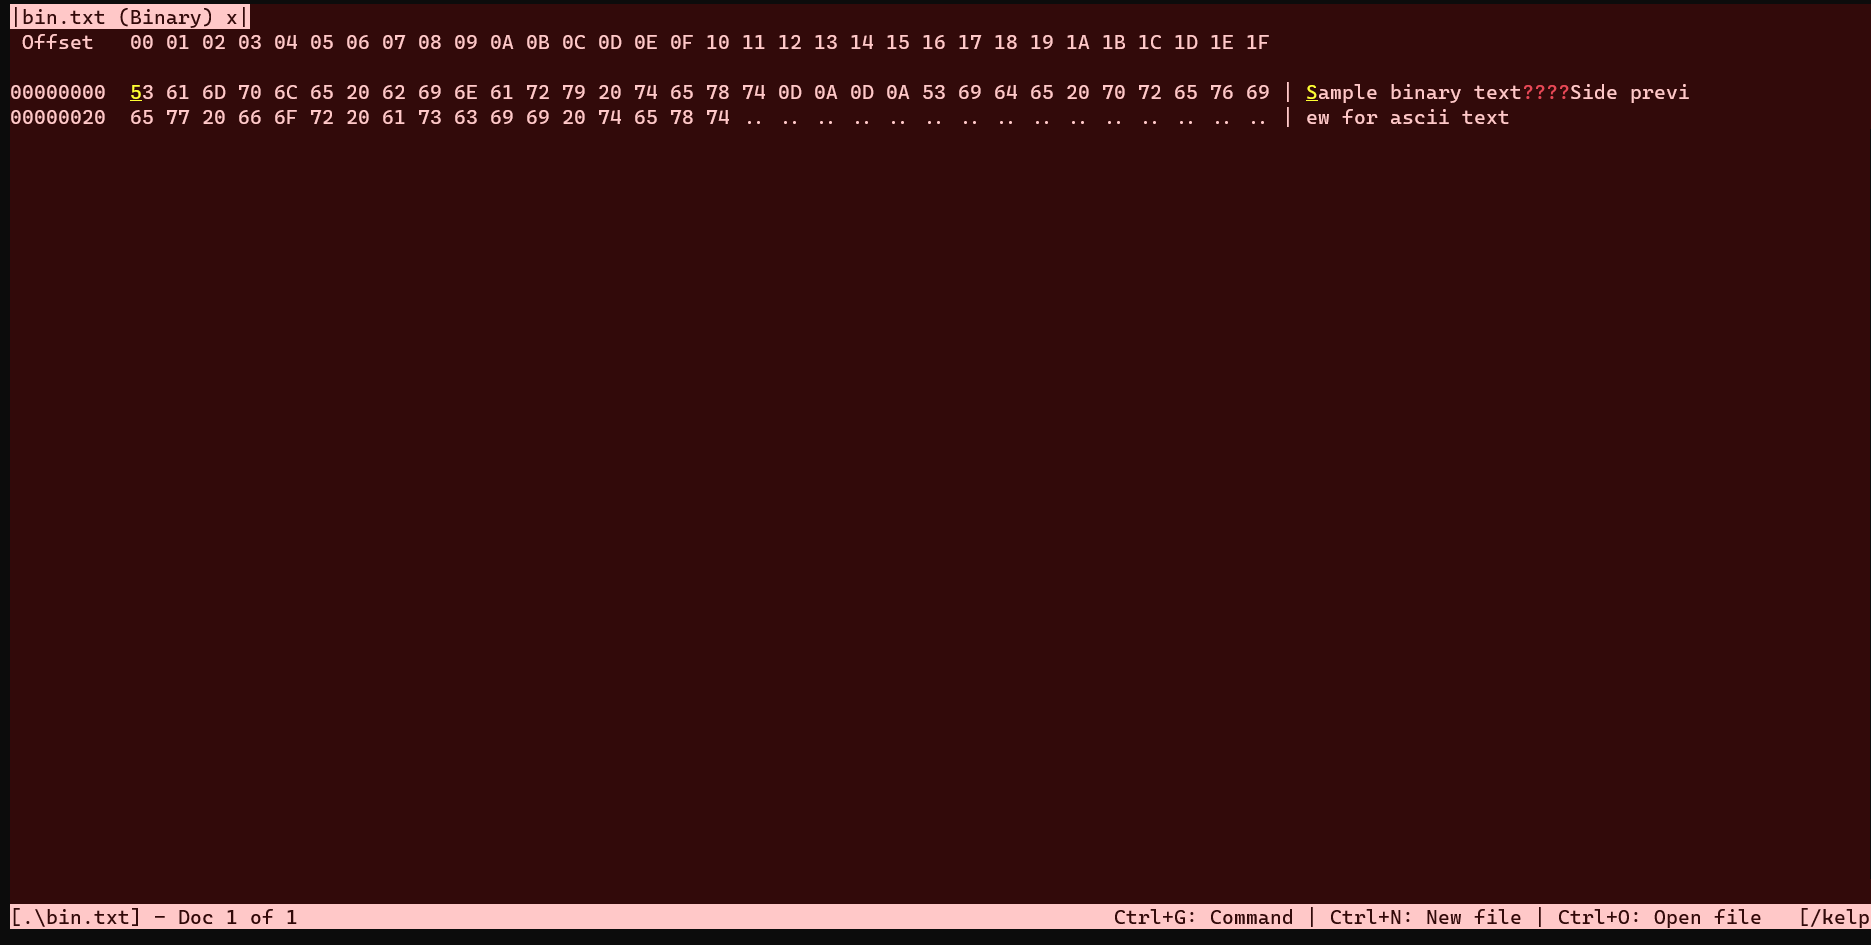 |bin.txt (Binary) x|
Offset 00 01 02 03 04 05 06 07 08 09 0A 0B 0C 0D 0E 0F 10 11 12 13 14 15 16 17 18 19 1A 1B 1C 1D 1E 1F
00000000 53 61 6D 70 6C 65 20 62 69 6E 61 72 79 20 74 65 78 74 0D 0A 0D 0A 53 69 64 65 20 70 72 65 76 69 | Sample binary text????Side previ
00000020 65 77 20 66 6F 72 20 61 73 63 69 69 20 74 65 78 74 .. .. .. .. .. .. .. .. .. .. .. .. .. .. .. | ew for ascii text
[.\bin.txt] - Doc 1 of 1 Ctrl+G: Command | Ctrl+N: New file | Ctrl+O: Open file [/kelp